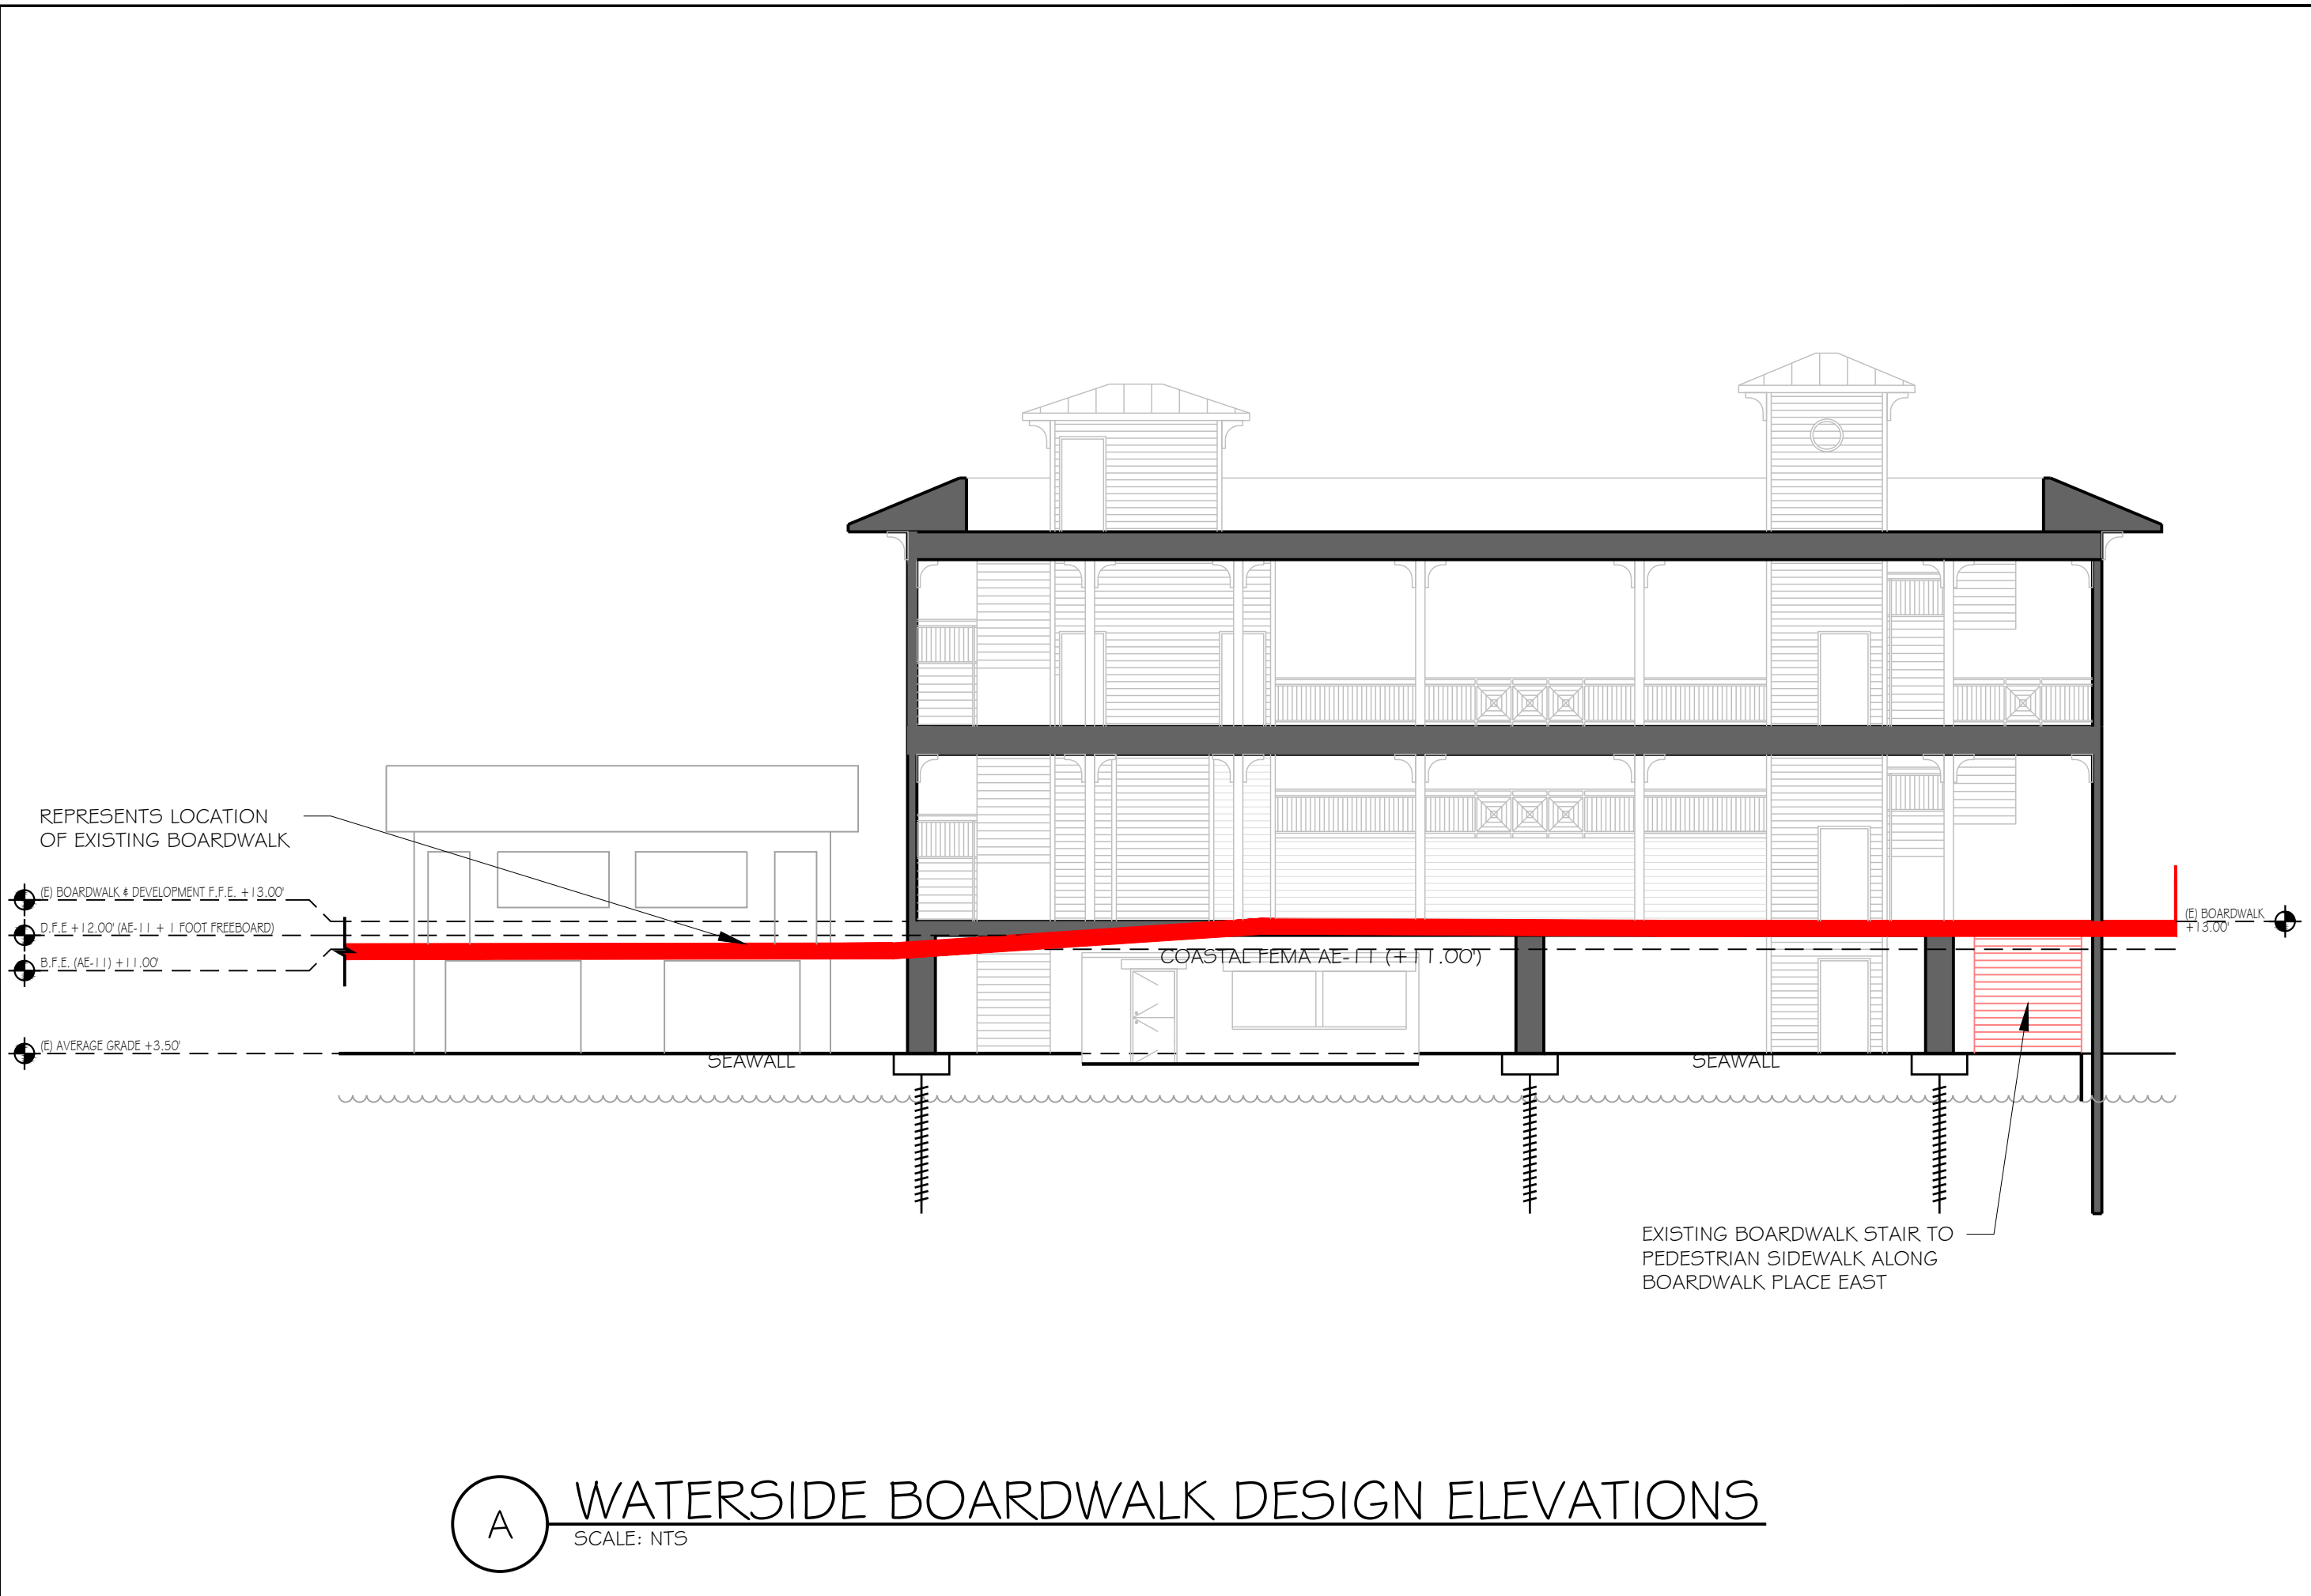 REPRESENTS LOCATION
OF EXISTING BOARDWALK
(E) BOARDWALK & DEVELOPMENT F.F.E. +13.00'
D.F.E +12.00' (AE-11 + 1 FOOT FREEBOARD)
B.F.E. (AE-11) +11.00'
(E) AVERAGE GRADE +3.50'
(E) BOARDWALK
+13.00'
COASTAL FEMA AE-11 (+11.00')
SEAWALL
SEAWALL
EXISTING BOARDWALK STAIR TO
PEDESTRIAN SIDEWALK ALONG
BOARDWALK PLACE EAST
A
WATERSIDE BOARDWALK DESIGN ELEVATIONS
SCALE: NTS